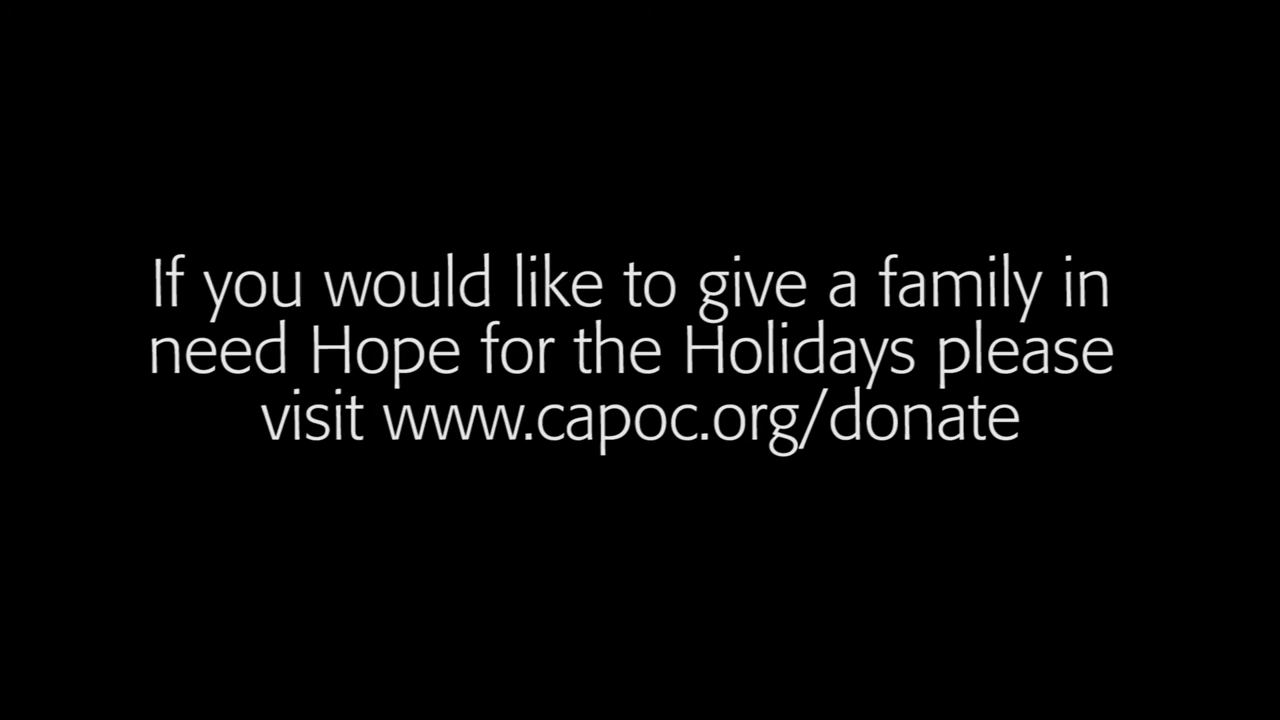 If you would like to give a family in
need Hope for the Holidays please
visit www.capoc.org/donate